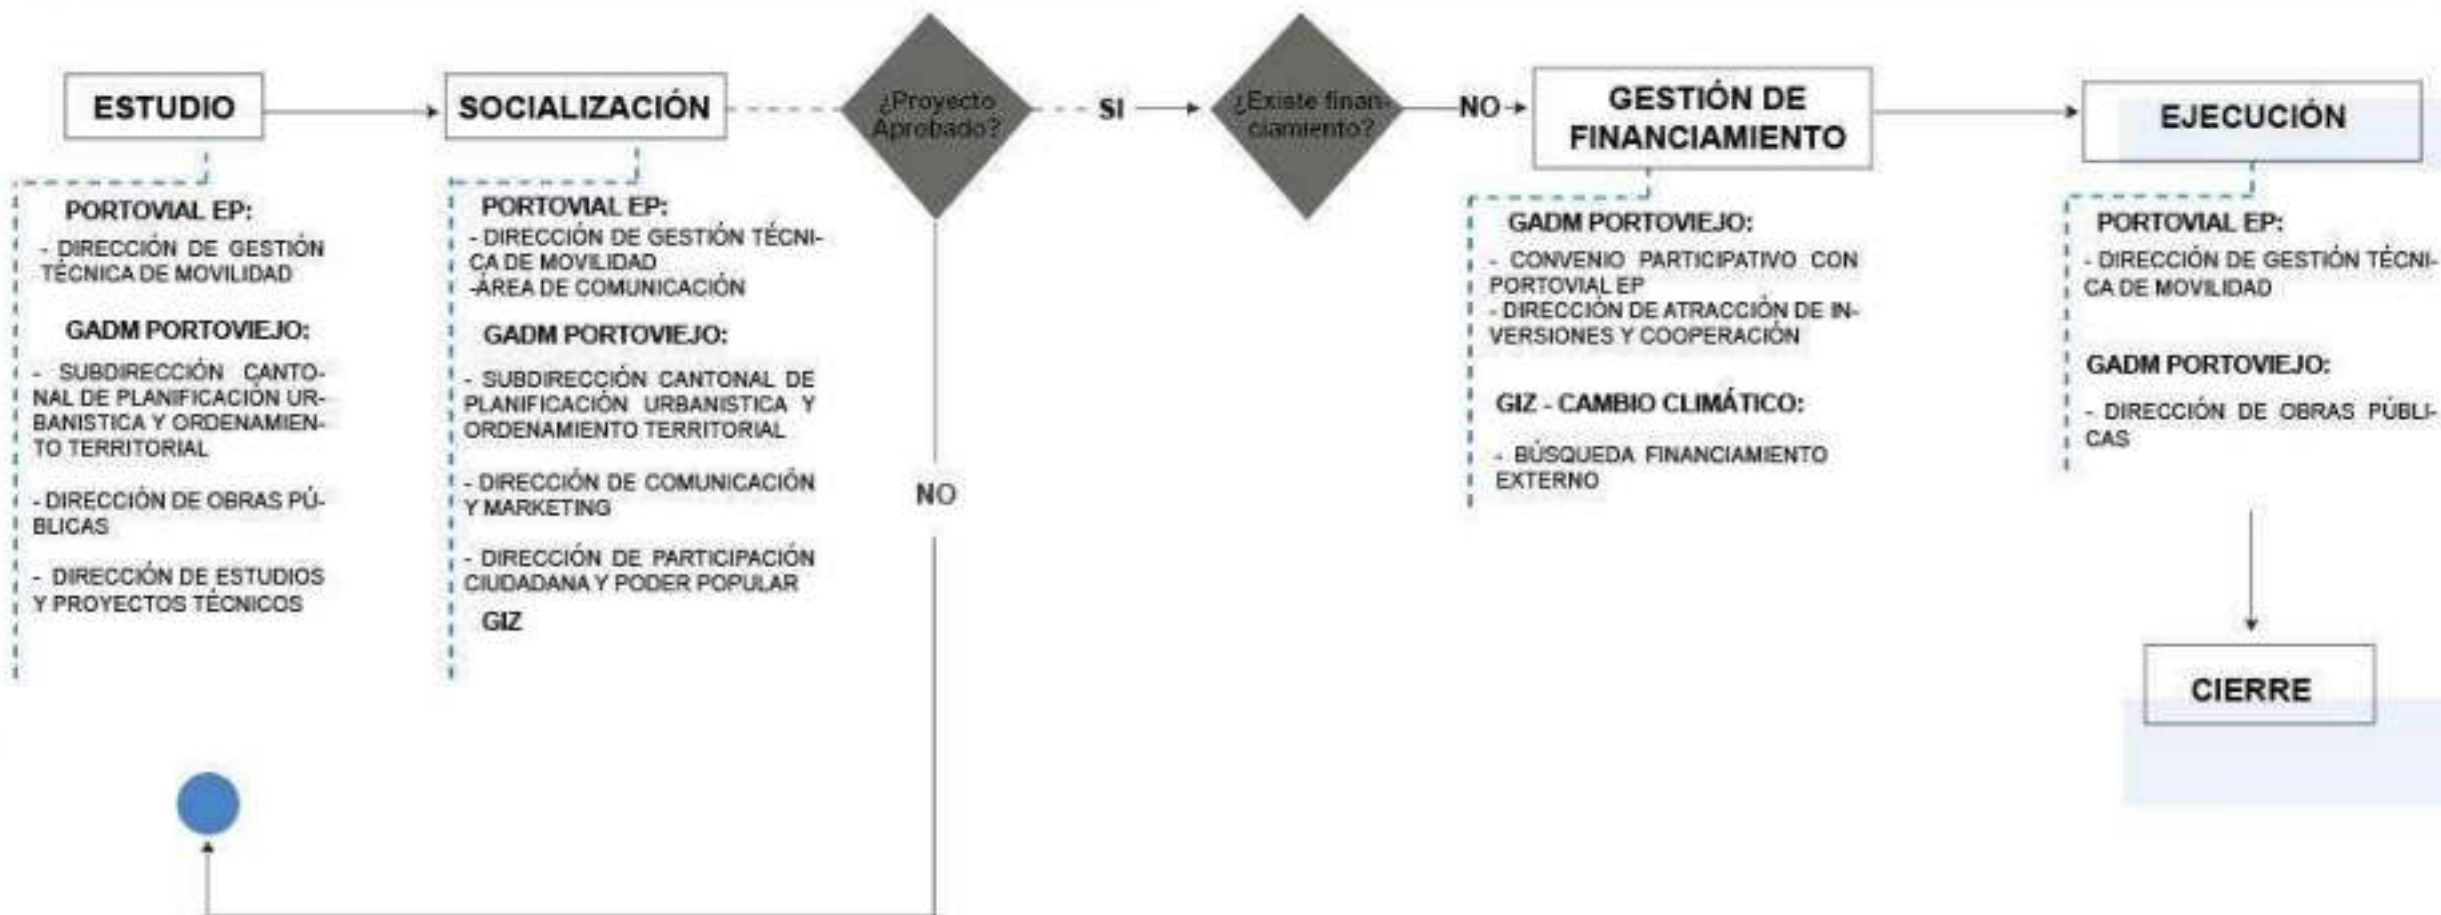 ESTUDIO
PORTOVIAL EP:
- DIRECCIÓN DE GESTIÓN
TÉCNICA DE MOVILIDAD
GADM PORTOVIEJO:
- SUBDIRECCIÓN CANTO-
NAL DE PLANIFICACIÓN UR-
BANISTICA Y ORDENAMIEN-
TO TERRITORIAL
- DIRECCIÓN DE OBRAS PÚ-
BLICAS
- DIRECCIÓN DE ESTUDIOS
Y PROYECTOS TÉCNICOS
SOCIALIZACIÓN
PORTOVIAL EP:
- DIRECCIÓN DE GESTIÓN TÉCNI-
CA DE MOVILIDAD
-ÁREA DE COMUNICACIÓN
GADM PORTOVIEJO:
- SUBDIRECCIÓN CANTONAL DE
PLANIFICACIÓN URBANISTICA Y
ORDENAMIENTO TERRITORIAL
- DIRECCIÓN DE COMUNICACIÓN
Y MARKETING
- DIRECCIÓN DE PARTICIPACIÓN
CIUDADANA Y PODER POPULAR
GIZ
¿Proyecto
Aprobado?
NO
SI
¿Existe finan-
ciamiento?
NO
GESTIÓN DE
FINANCIAMIENTO
GADM PORTOVIEJO:
- CONVENIO PARTICIPATIVO CON
PORTOVIAL EP
- DIRECCIÓN DE ATRACCIÓN DE IN-
VERSIONES Y COOPERACIÓN
GIZ - CAMBIO CLIMÁTICO:
- BÚSQUEDA FINANCIAMIENTO
EXTERNO
EJECUCIÓN
PORTOVIAL EP:
- DIRECCIÓN DE GESTIÓN TÉCNI-
CA DE MOVILIDAD
GADM PORTOVIEJO:
- DIRECCIÓN DE OBRAS PÚBLI-
CAS
CIERRE